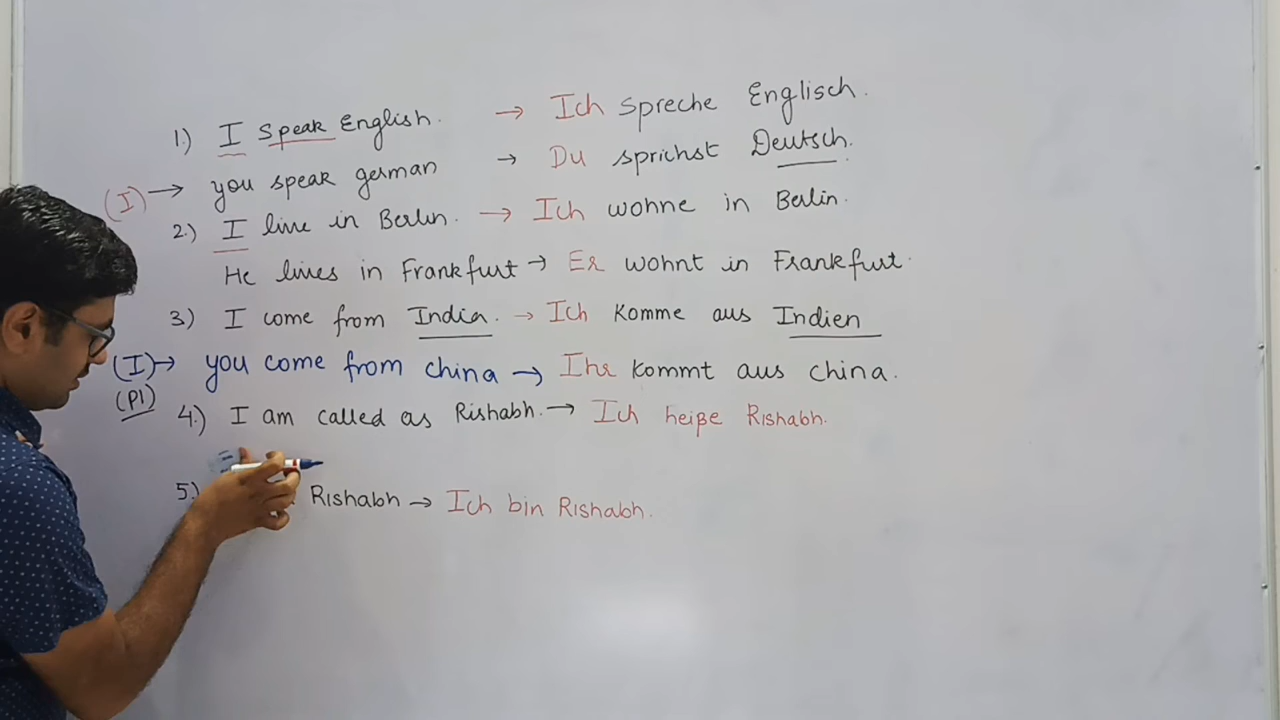 1.) I Speak English. → Ich spreche Englisch.
(I) → you speak german → Du sprichst Deutsch.
2.) I live in Berlin. → Ich wohne in Berlin.
He lives in Frankfurt → Er wohnt in Frankfurt.
3) I come from India. → Ich Komme aus Indien
(I) → you come from china → Ihr kommt aus china.
(Pl)
4.) I am called as Rishabh. → Ich heiße Rishabh.
5.) Rishabh → Ich bin Rishabh.